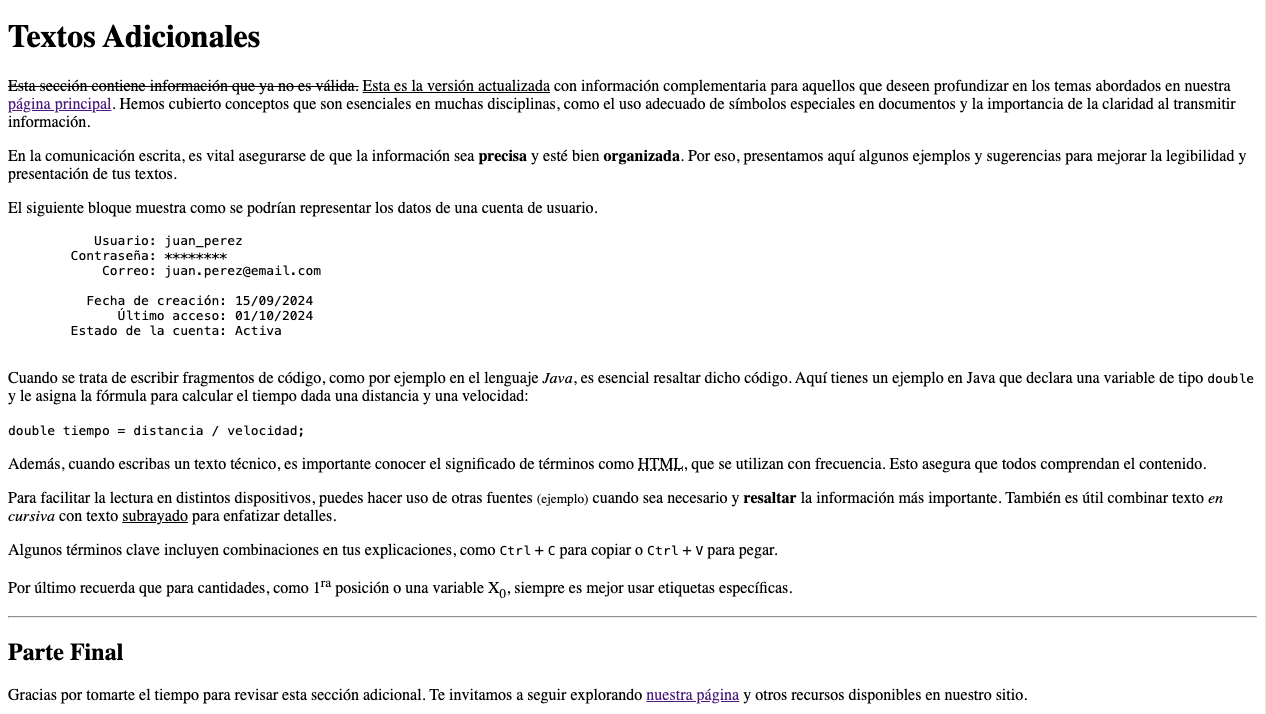 Textos Adicionales
Esta sección contiene información que ya no es válida. Esta es la versión actualizada con información complementaria para aquellos que deseen profundizar en los temas abordados en nuestra
página principal. Hemos cubierto conceptos que son esenciales en muchas disciplinas, como el uso adecuado de símbolos especiales en documentos y la importancia de la claridad al transmitir
información.
En la comunicación escrita, es vital asegurarse de que la información sea precisa y esté bien organizada. Por eso, presentamos aquí algunos ejemplos y sugerencias para mejorar la legibilidad y
presentación de tus textos.
El siguiente bloque muestra como se podrían representar los datos de una cuenta de usuario.
Usuario: juan_perez
Contraseña: ********
Correo: juan.perez@email.com
Fecha de creación: 15/09/2024
Último acceso: 01/10/2024
Estado de la cuenta: Activa
Cuando se trata de escribir fragmentos de código, como por ejemplo en el lenguaje Java, es esencial resaltar dicho código. Aquí tienes un ejemplo en Java que declara una variable de tipo double
y le asigna la fórmula para calcular el tiempo dada una distancia y una velocidad:
double tiempo = distancia / velocidad;
Además, cuando escribas un texto técnico, es importante conocer el significado de términos como HTML, que se utilizan con frecuencia. Esto asegura que todos comprendan el contenido.
Para facilitar la lectura en distintos dispositivos, puedes hacer uso de otras fuentes (ejemplo) cuando sea necesario y resaltar la información más importante. También es útil combinar texto en
cursiva con texto subrayado para enfatizar detalles.
Algunos términos clave incluyen combinaciones en tus explicaciones, como Ctrl + C para copiar o Ctrl + V para pegar.
Por último recuerda que para cantidades, como 1ra posición o una variable X0, siempre es mejor usar etiquetas específicas.
Parte Final
Gracias por tomarte el tiempo para revisar esta sección adicional. Te invitamos a seguir explorando nuestra página y otros recursos disponibles en nuestro sitio.